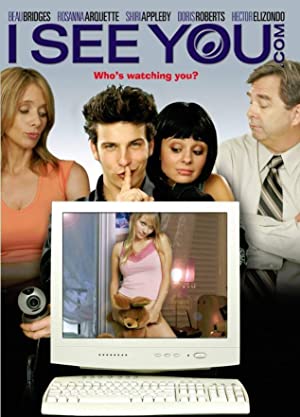 BEAU BRIDGES ROSANNA ARQUETTE SHIRI APPLEBY DORIS ROBERTS HECTOR ELIZONDO
I SEE YOU.COM
Who's watching you?